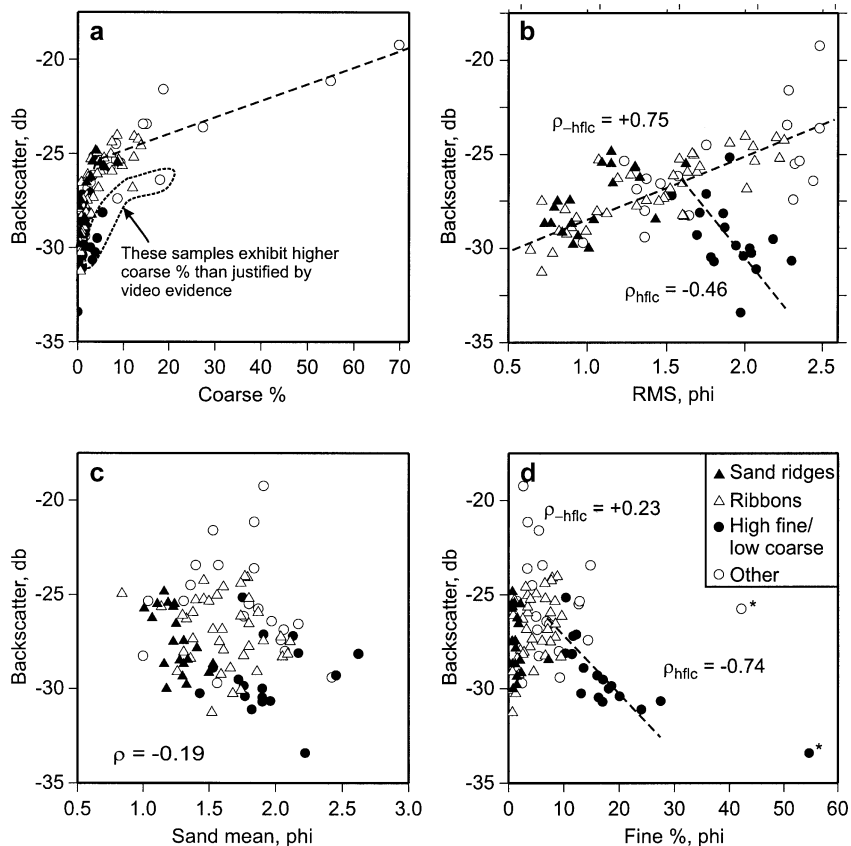 a
-20
-25
-30
-35
Backscatter, db
These samples exhibit higher
coarse % than justified by
video evidence
0 10 20 30 40 50 60 70
Coarse %
b
-20
-25
-30
-35
Backscatter, db
ρ–hflc = +0.75
ρhflc = -0.46
0.5 1.0 1.5 2.0 2.5
RMS, phi
c
-20
-25
-30
-35
Backscatter, db
ρ = -0.19
0.5 1.0 1.5 2.0 2.5 3.0
Sand mean, phi
d
-20
-25
-30
-35
Backscatter, db
Sand ridges
Ribbons
High fine/
low coarse
Other
ρ–hflc = +0.23
*
ρhflc = -0.74
*
0 10 20 30 40 50 60
Fine %, phi